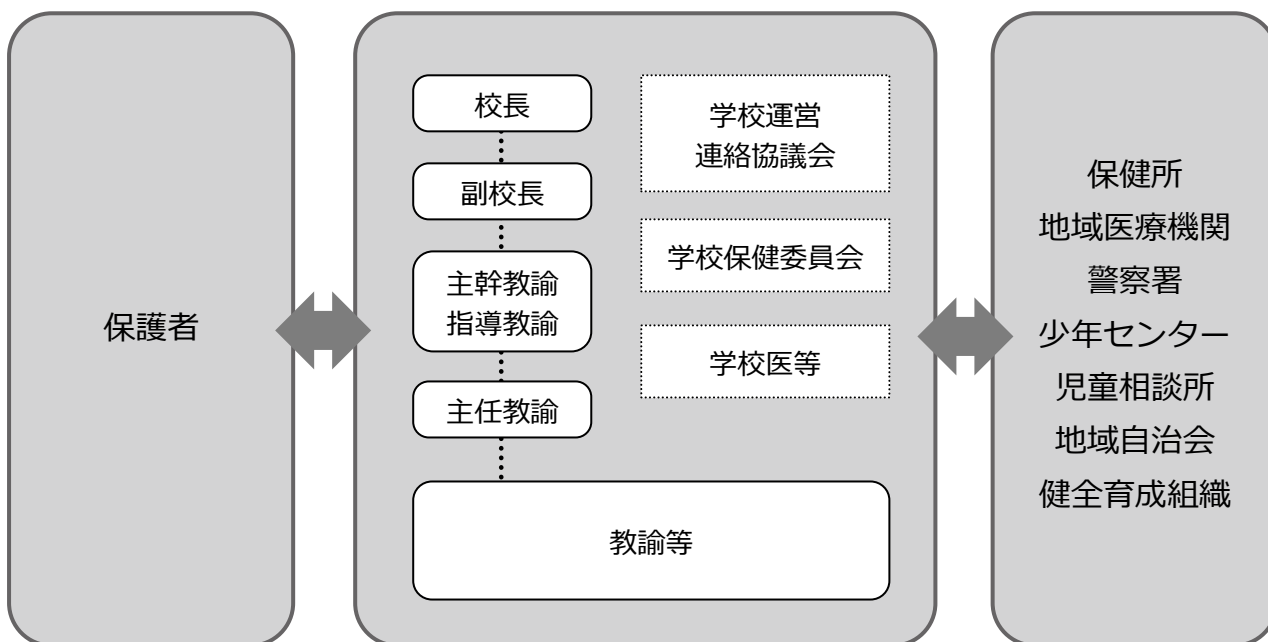 保護者
校長
副校長
主幹教諭
指導教諭
主任教諭
教諭等
学校運営
連絡協議会
学校保健委員会
学校医等
保健所
地域医療機関
警察署
少年センター
児童相談所
地域自治会
健全育成組織